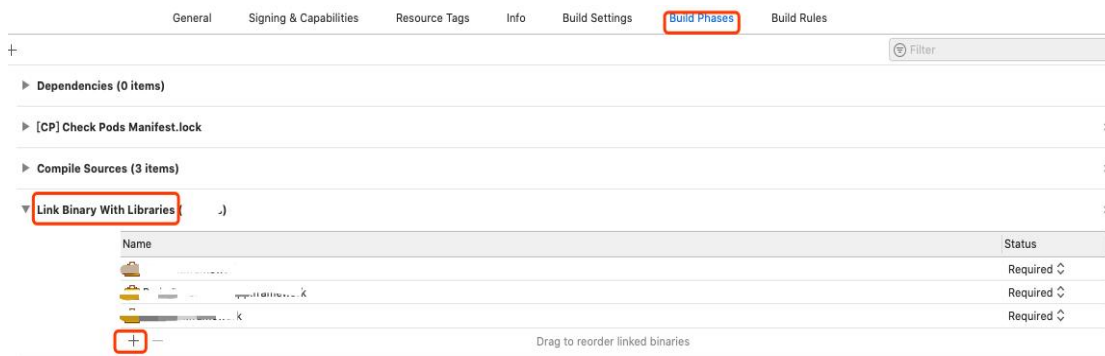 General Signing & Capabilities Resource Tags Info Build Settings Build Phases Build Rules
+ Filter
Dependencies (0 items)
[CP] Check Pods Manifest.lock
Compile Sources (3 items)
Link Binary With Libraries
Name Status
Required
Required
Required
+ − Drag to reorder linked binaries